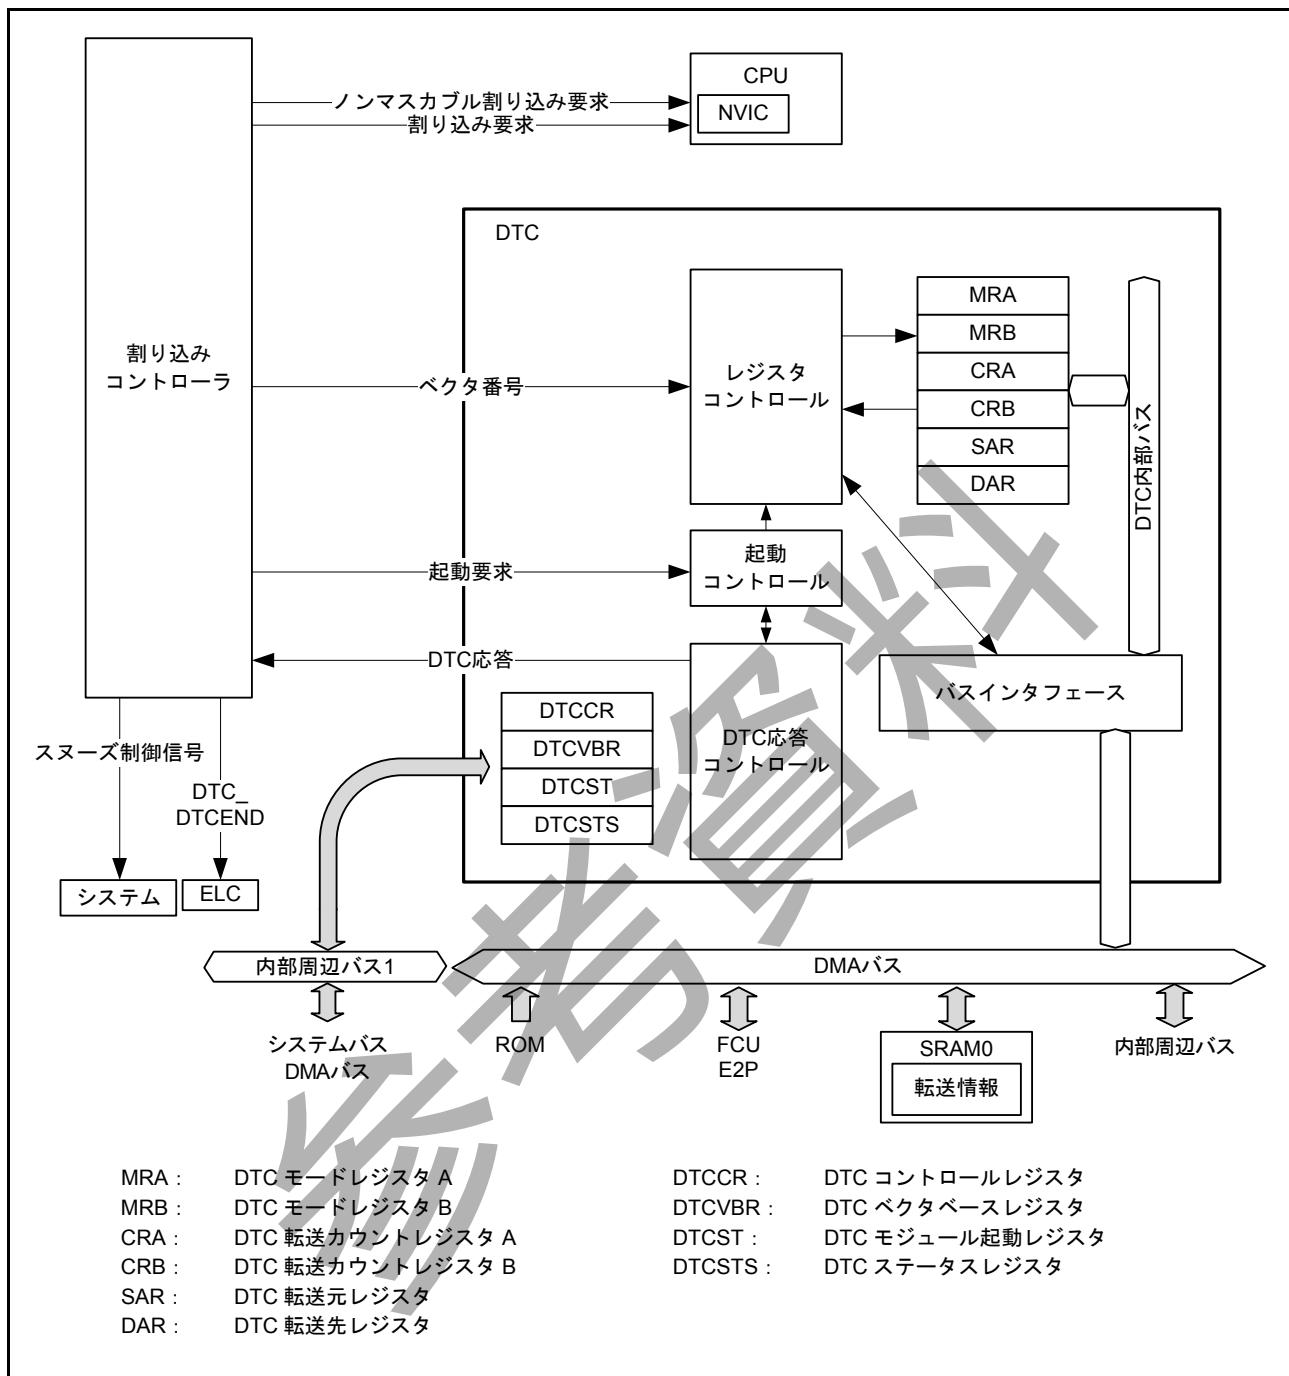 CPU
NVIC
ノンマスカブル割り込み要求
割り込み要求
DTC
割り込み
コントローラ
ベクタ番号
レジスタ
コントロール
MRA
MRB
CRA
CRB
SAR
DAR
DTC内部バス
起動要求
起動
コントロール
DTC応答
バスインタフェース
DTCCR
DTCVBR
DTCST
DTCSTS
DTC応答
コントロール
スヌーズ制御信号
DTC_
DTCEND
システム
ELC
内部周辺バス1
DMAバス
システムバス
DMAバス
ROM
FCU
E2P
SRAM0
転送情報
内部周辺バス
MRA : DTC モードレジスタ A
MRB : DTC モードレジスタ B
CRA : DTC 転送カウントレジスタ A
CRB : DTC 転送カウントレジスタ B
SAR : DTC 転送元レジスタ
DAR : DTC 転送先レジスタ
DTCCR : DTC コントロールレジスタ
DTCVBR : DTC ベクタベースレジスタ
DTCST : DTC モジュール起動レジスタ
DTCSTS : DTC ステータスレジスタ
参考資料